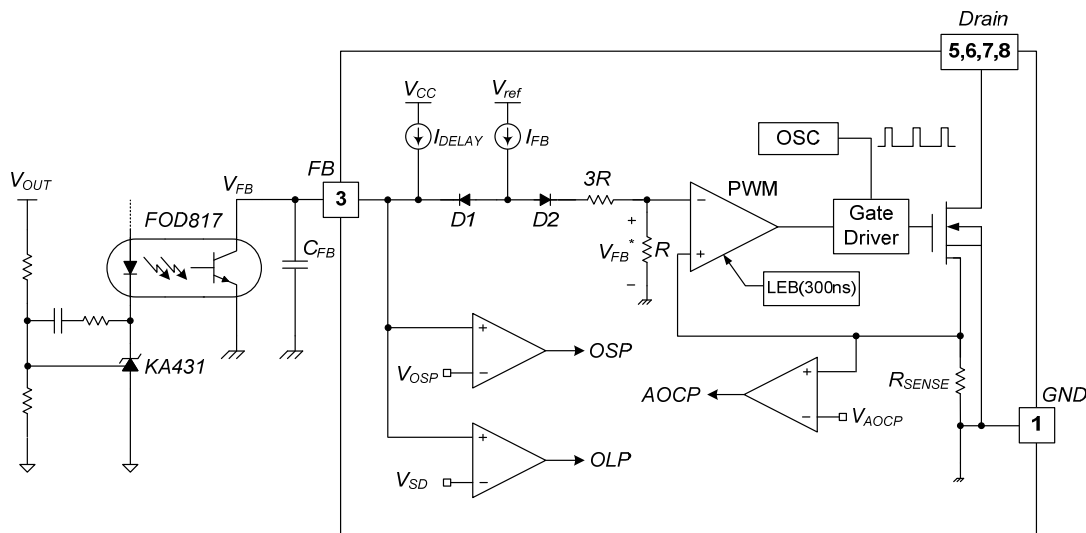 Drain
5,6,7,8
VCC
Vref
IDELAY
IFB
OSC
VOUT
FB
VFB
3
3R
PWM
FOD817
D1
D2
Gate
Driver
CFB
+
−
VFB*
R
−
+
LEB(300ns)
KA431
+
−
OSP
VOSP
AOCP
+
−
VAOCP
RSENSE
GND
1
+
−
OLP
VSD